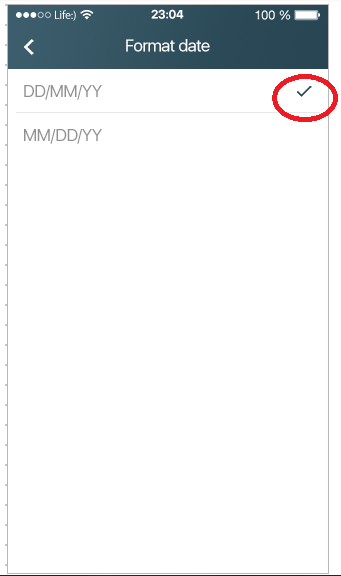 Life:) 23:04 100 %
Format date
DD/MM/YY
MM/DD/YY